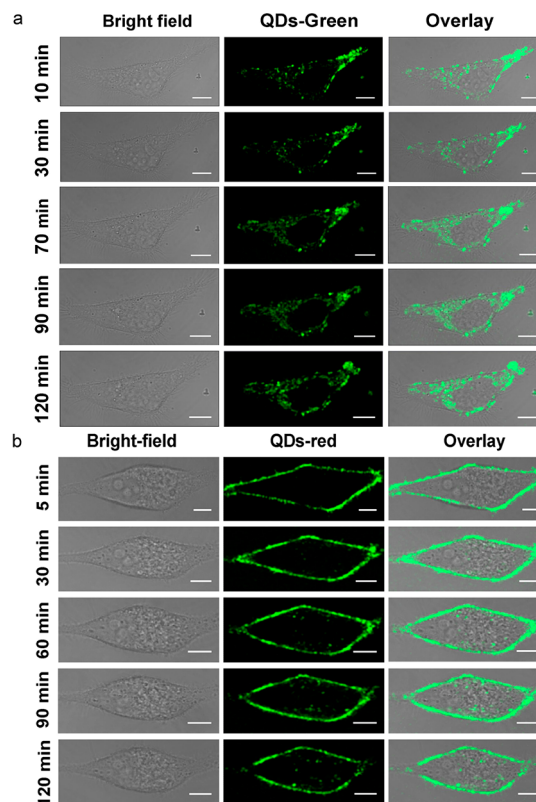 a
Bright field QDs-Green Overlay
10 min
30 min
70 min
90 min
120 min
b
Bright-field QDs-red Overlay
5 min
30 min
60 min
90 min
120 min